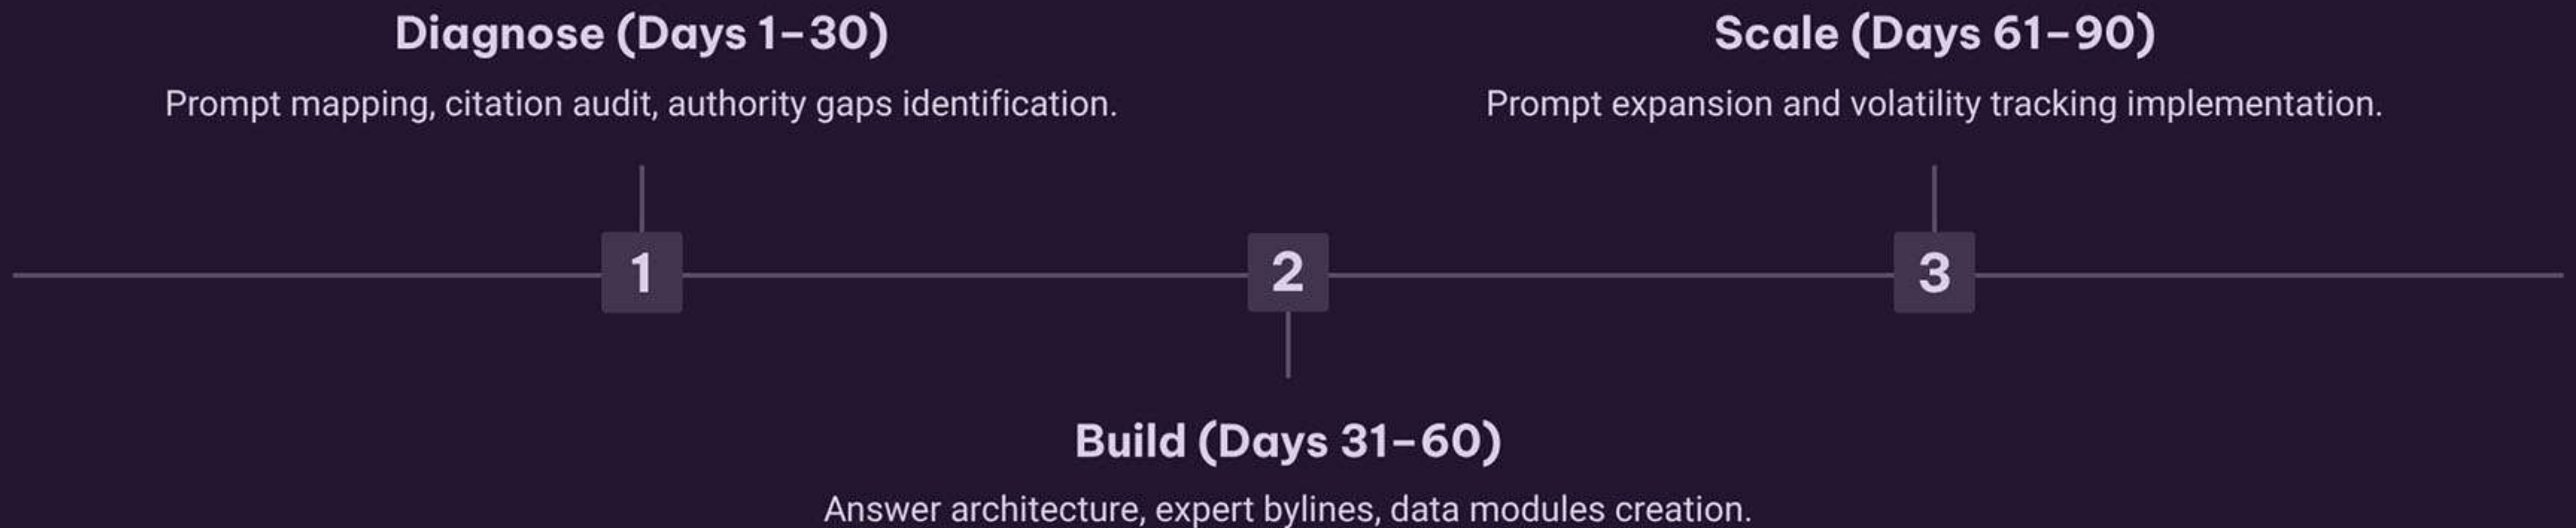 Diagnose (Days 1–30)
Prompt mapping, citation audit, authority gaps identification.
1
2
Build (Days 31–60)
Answer architecture, expert bylines, data modules creation.
Scale (Days 61–90)
Prompt expansion and volatility tracking implementation.
3